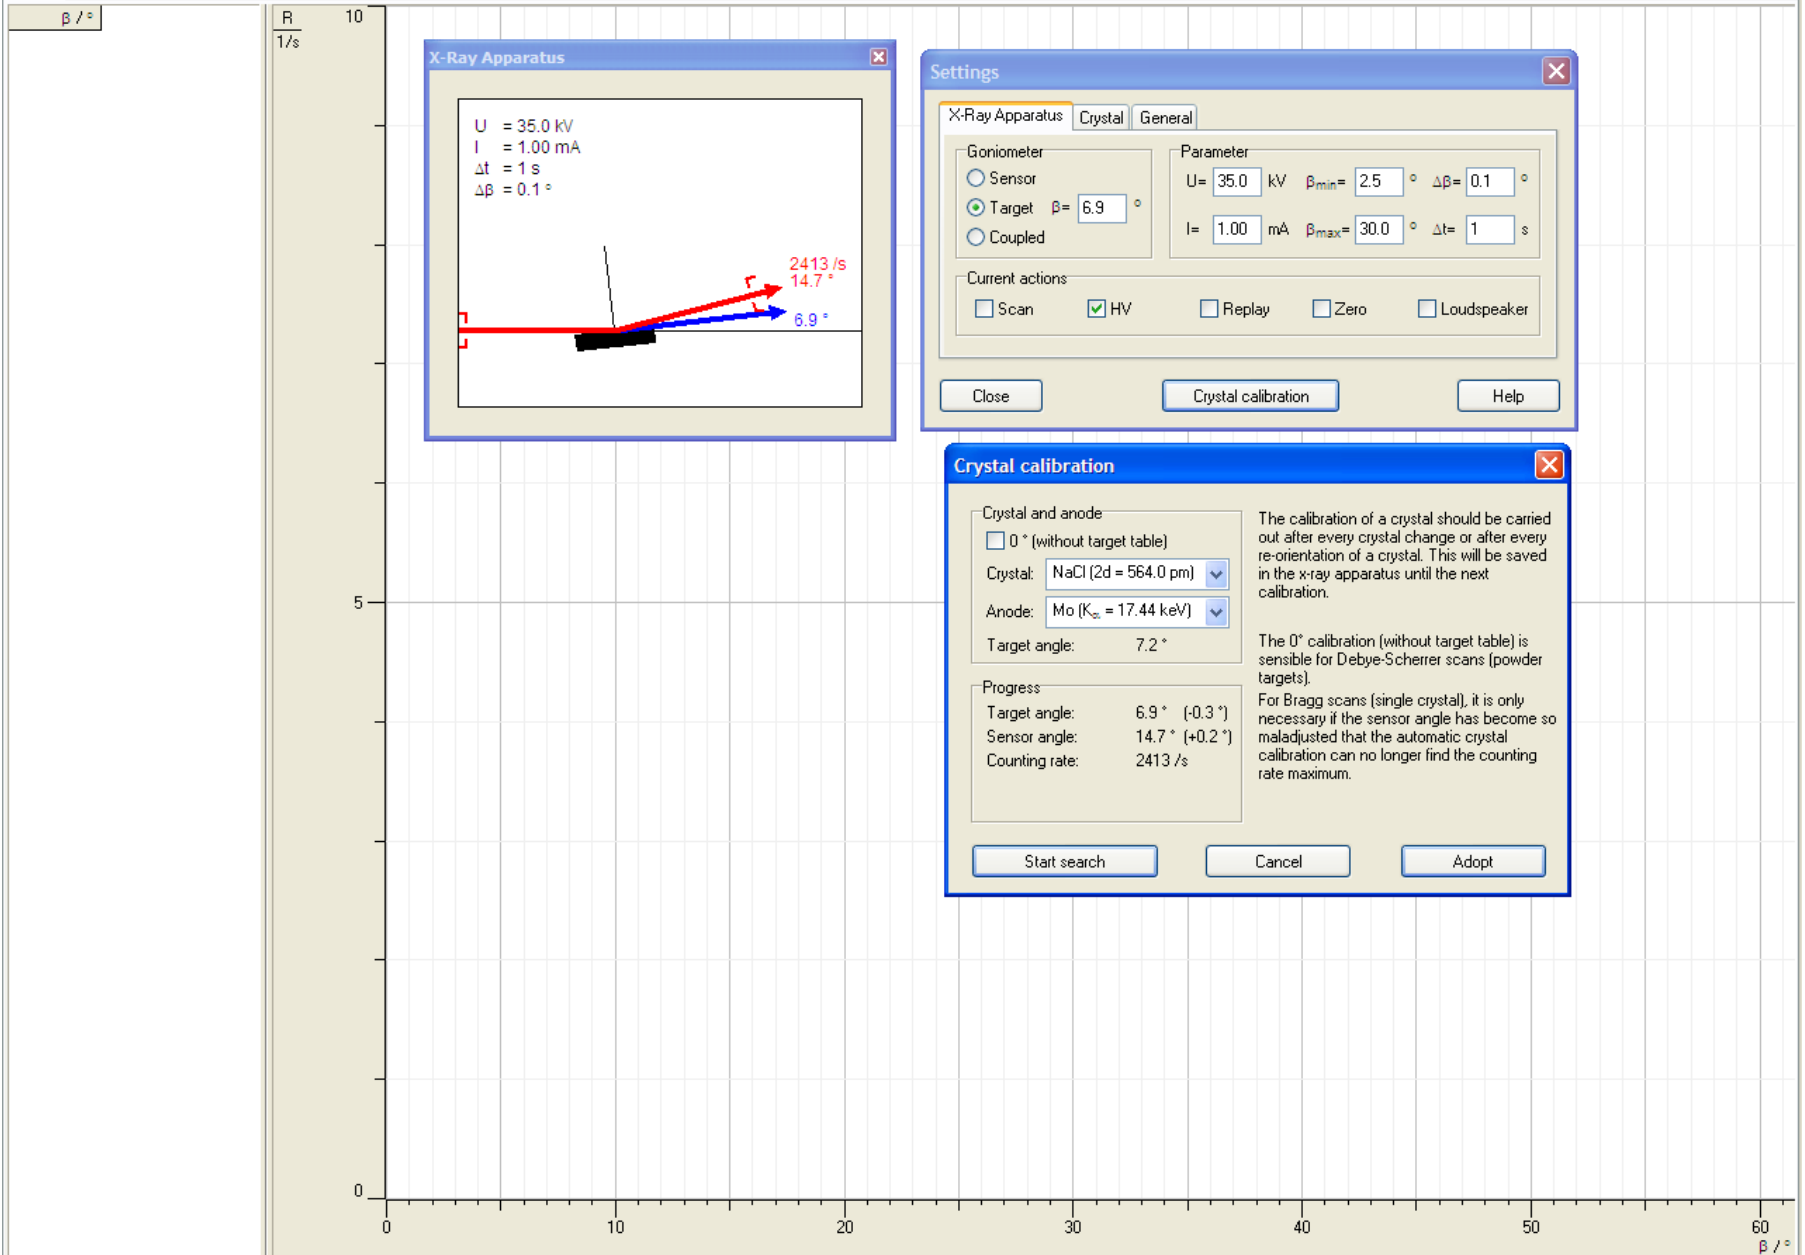 β / °
R
1/s
10
5
0
0 10 20 30 40 50 60
β / °
X-Ray Apparatus
U = 35.0 kV
I = 1.00 mA
Δt = 1 s
Δβ = 0.1 °
2413 /s
14.7 °
6.9 °
Settings
X-Ray Apparatus Crystal General
Goniometer
Sensor
Target β= 6.9 °
Coupled
Parameter
U= 35.0 kV βmin= 2.5 ° Δβ= 0.1 °
I= 1.00 mA βmax= 30.0 ° Δt= 1 s
Current actions
Scan HV Replay Zero Loudspeaker
Close Crystal calibration Help
Crystal calibration
Crystal and anode
0 ° (without target table)
Crystal: NaCl (2d = 564.0 pm)
Anode: Mo (Kα = 17.44 keV)
Target angle: 7.2 °
Progress
Target angle: 6.9 ° (-0.3 °)
Sensor angle: 14.7 ° (+0.2 °)
Counting rate: 2413 /s
The calibration of a crystal should be carried
out after every crystal change or after every
re-orientation of a crystal. This will be saved
in the x-ray apparatus until the next
calibration.
The 0° calibration (without target table) is
sensible for Debye-Scherrer scans (powder
targets).
For Bragg scans (single crystal), it is only
necessary if the sensor angle has become so
maladjusted that the automatic crystal
calibration can no longer find the counting
rate maximum.
Start search Cancel Adopt